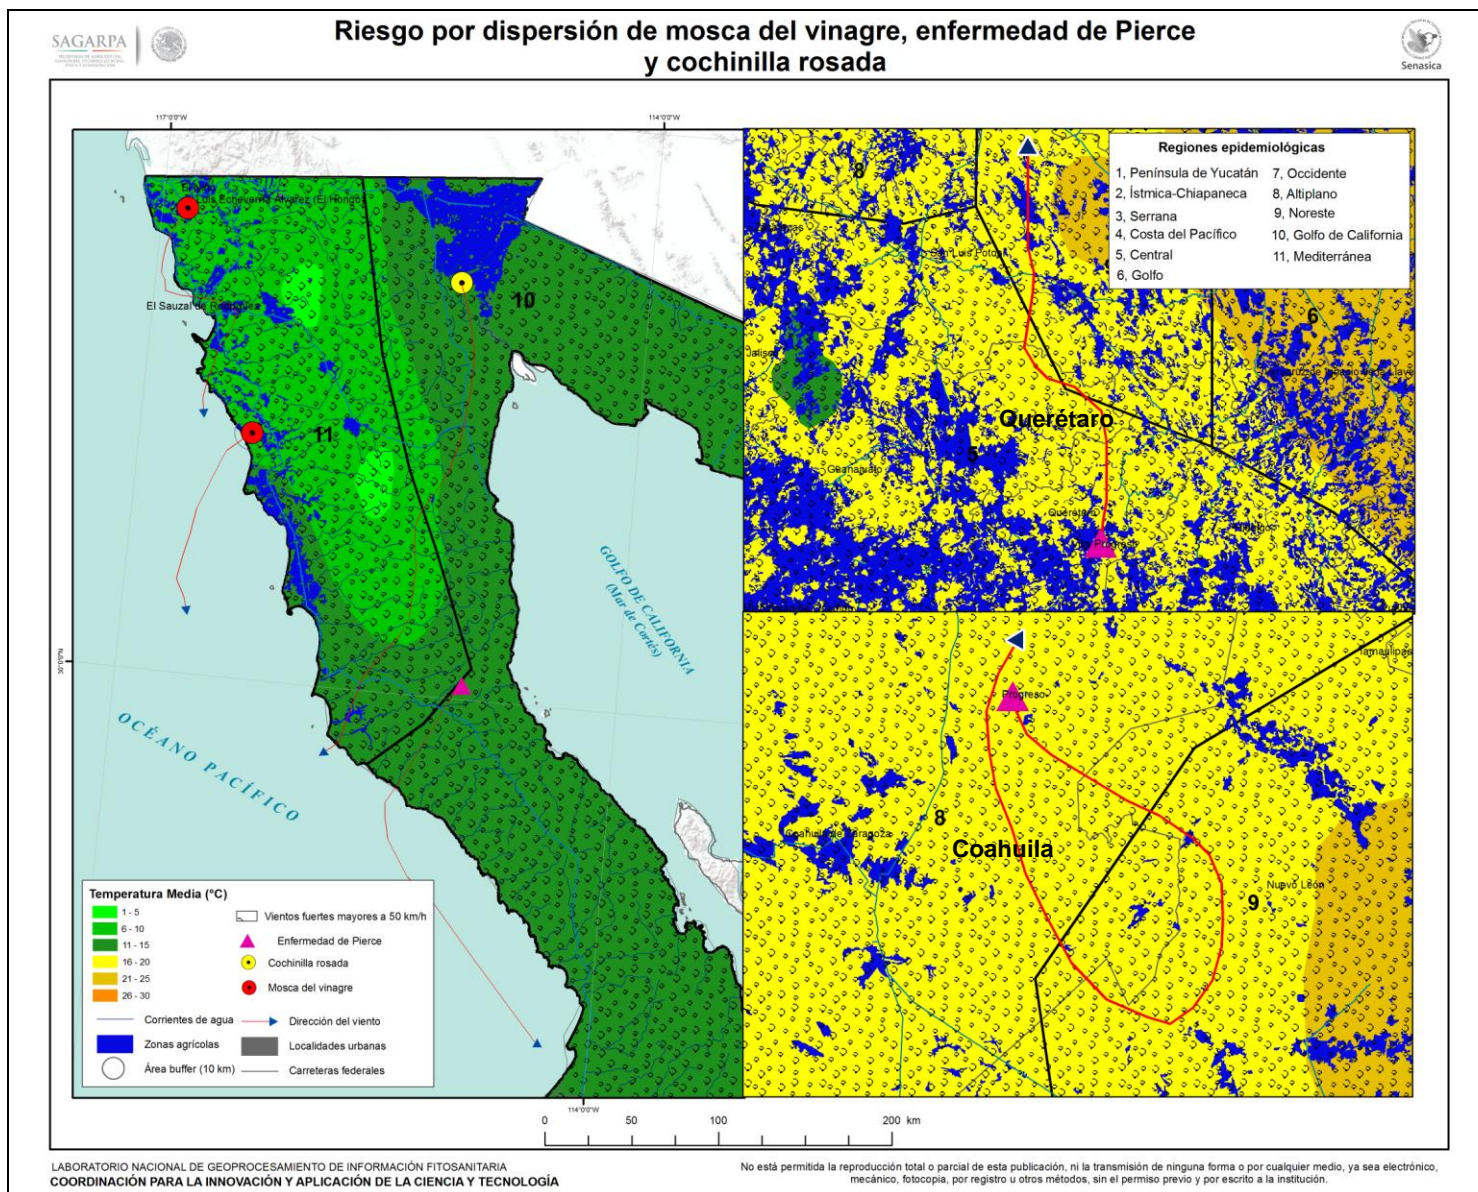 SAGARPA
Riesgo por dispersión de mosca del vinagre, enfermedad de Pierce
y cochinilla rosada
Senasica
117°0'0"W
114°0'0"W
Luis Echeverría Álvarez (El Hongo)
El Sauzal de Rodríguez
10
11
30°0'0"N
GOLFO DE CALIFORNIA
(Mar de Cortés)
OCÉANO PACÍFICO
Temperatura Media (°C)
1 - 5
6 - 10
11 - 15
16 - 20
21 - 25
26 - 30
Vientos fuertes mayores a 50 km/h
Enfermedad de Pierce
Cochinilla rosada
Mosca del vinagre
Corrientes de agua
Dirección del viento
Zonas agrícolas
Localidades urbanas
Área buffer (10 km)
Carreteras federales
114°0'0"W
Regiones epidemiológicas
1, Península de Yucatán
2, Ístmica-Chiapaneca
3, Serrana
4, Costa del Pacífico
5, Central
6, Golfo
7, Occidente
8, Altiplano
9, Noreste
10, Golfo de California
11, Mediterránea
8
San Luis Potosí
6
Jalisco
Querétaro
5
Guanajuato
Querétaro
Hidalgo
Progreso
Tamaulipas
8
Coahuila de Zaragoza
Coahuila
Nuevo León
9
0 50 100 200 km
LABORATORIO NACIONAL DE GEOPROCESAMIENTO DE INFORMACIÓN FITOSANITARIA
COORDINACIÓN PARA LA INNOVACIÓN Y APLICACIÓN DE LA CIENCIA Y TECNOLOGÍA
No está permitida la reproducción total o parcial de esta publicación, ni la transmisión de ninguna forma o por cualquier medio, ya sea electrónico,
mecánico, fotocopia, por registro u otros métodos, sin el permiso previo y por escrito a la institución.